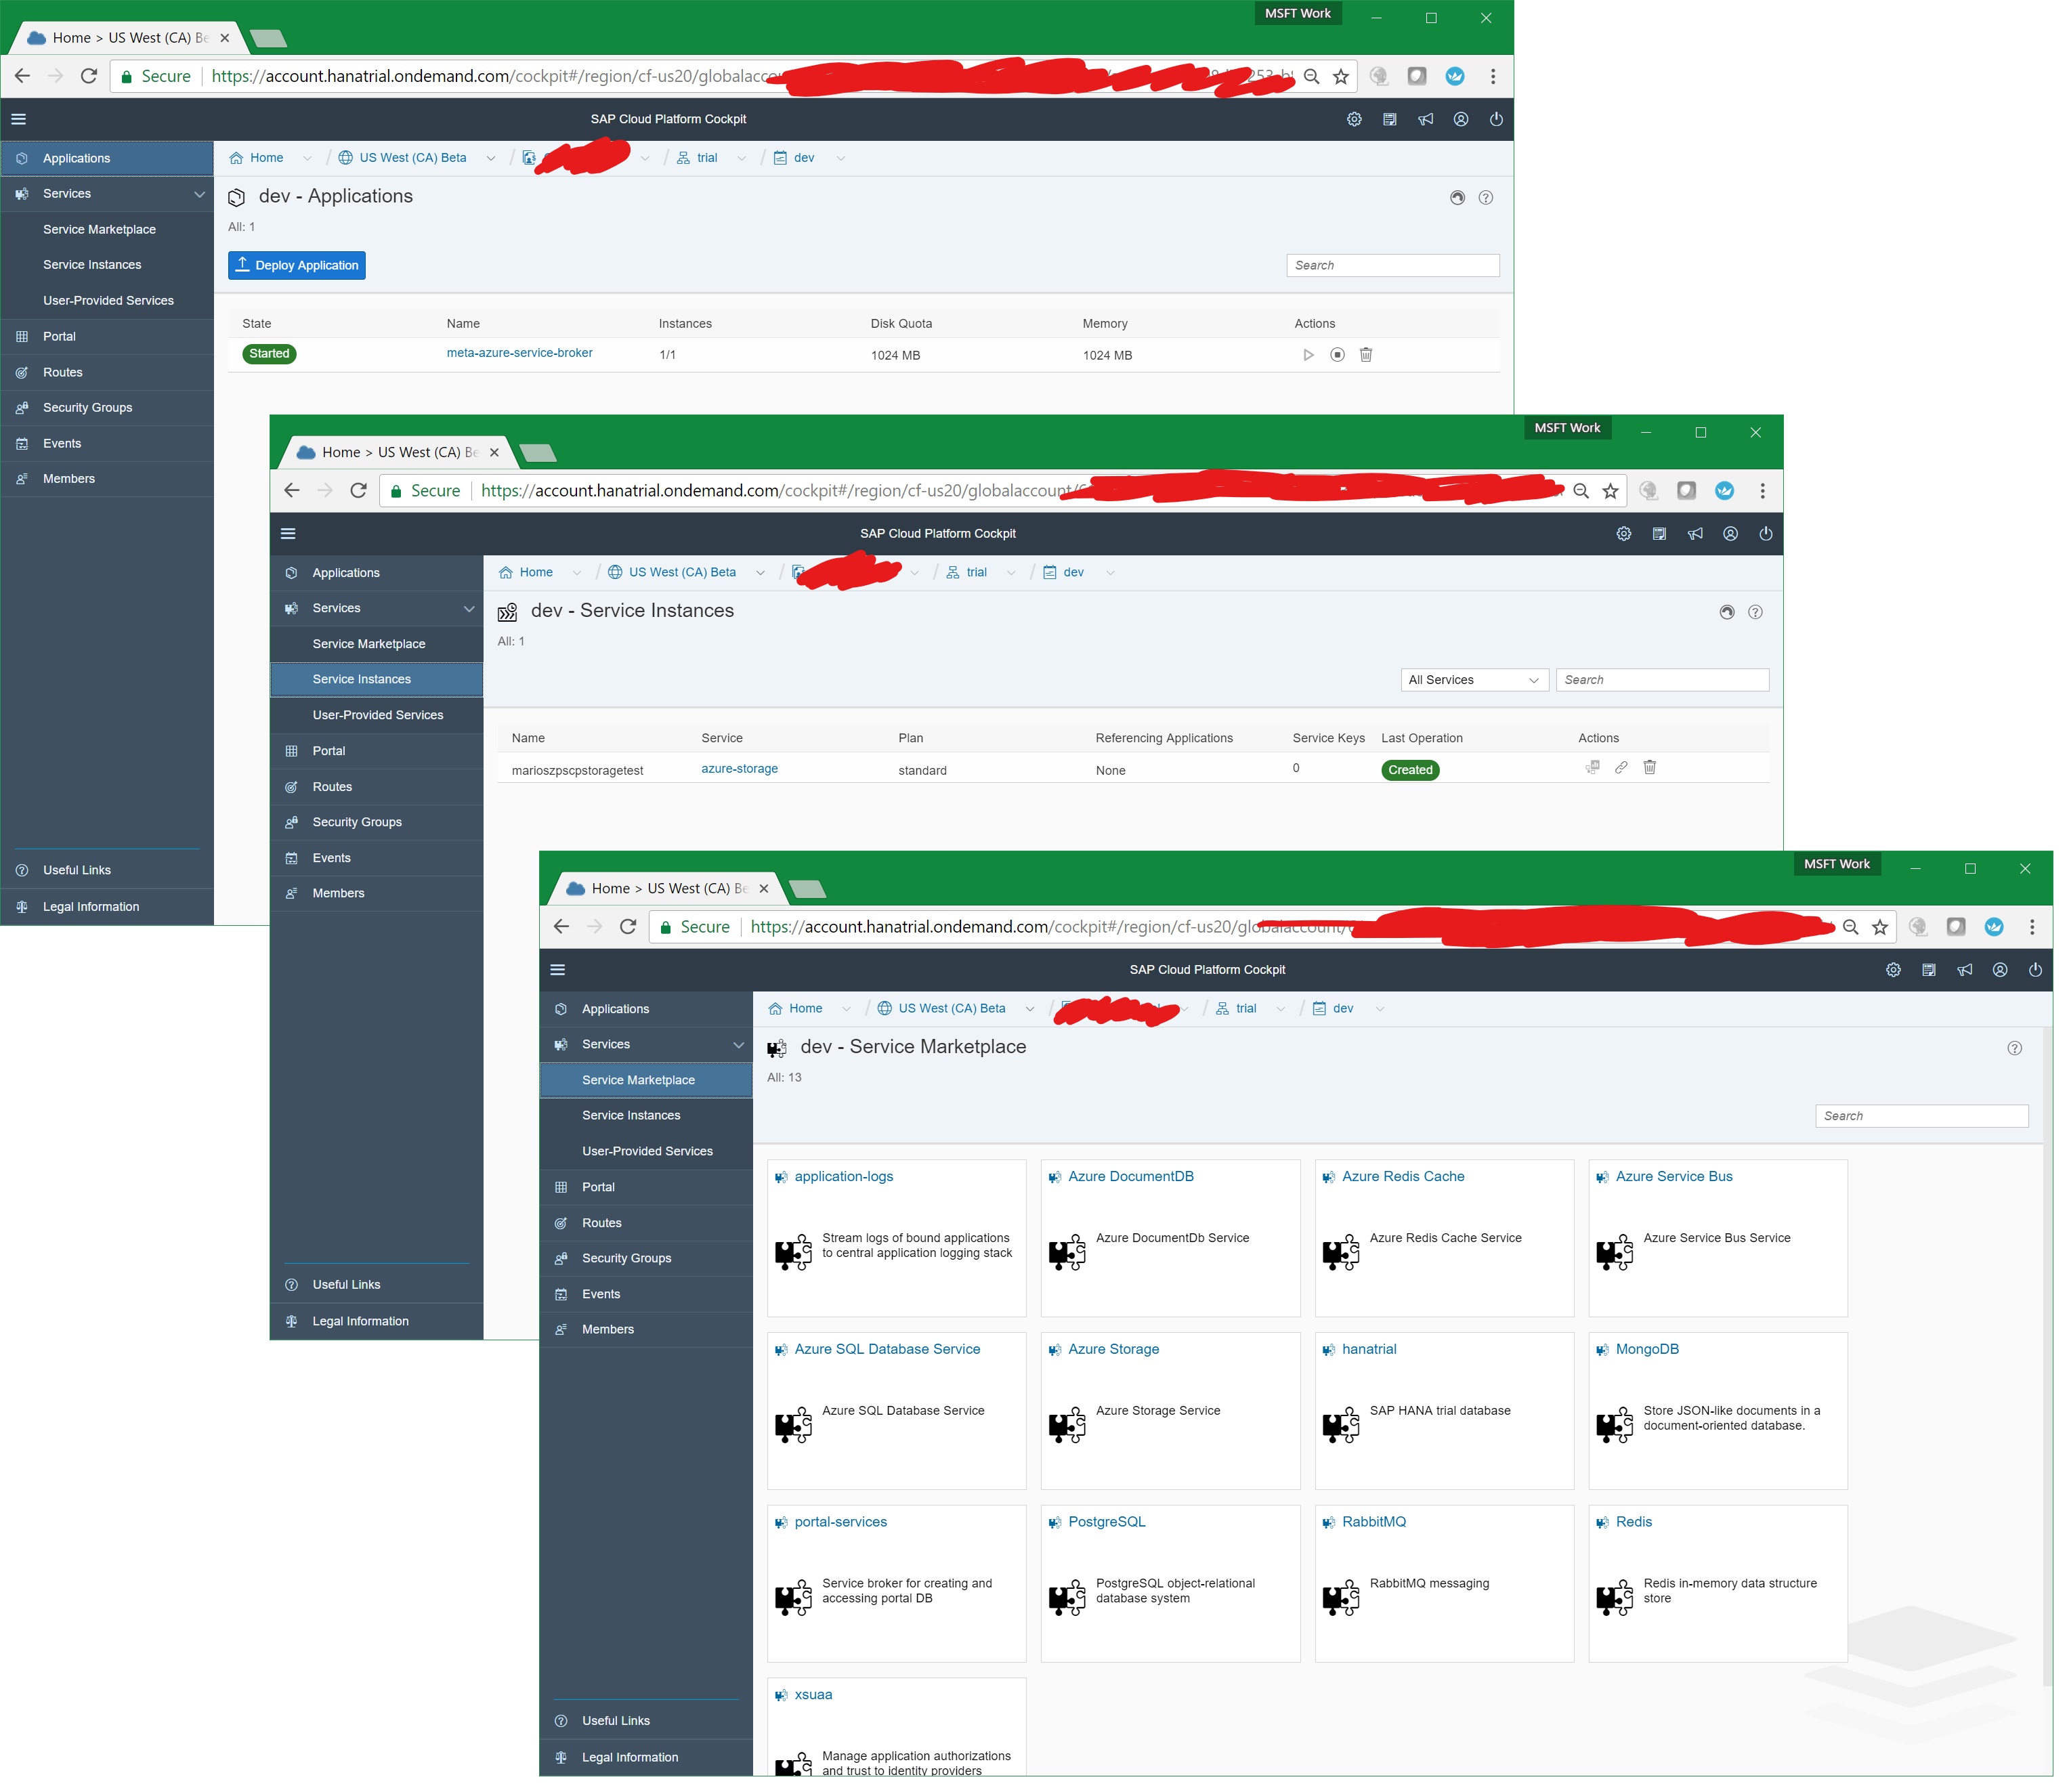 MSFT Work
Home > US West (CA) Be
Secure https://account.hanatrial.ondemand.com/cockpit#/region/cf-us20/globalaccou
SAP Cloud Platform Cockpit
Applications
Services
Service Marketplace
Service Instances
User-Provided Services
Portal
Routes
Security Groups
Events
Members
Useful Links
Legal Information
Home / US West (CA) Beta / / trial / dev
dev - Applications
All: 1
Deploy Application
Search
State Name Instances Disk Quota Memory Actions
Started meta-azure-service-broker 1/1 1024 MB 1024 MB
MSFT Work
Home > US West (CA) Be
Secure https://account.hanatrial.ondemand.com/cockpit#/region/cf-us20/globalaccount/
SAP Cloud Platform Cockpit
Applications
Services
Service Marketplace
Service Instances
User-Provided Services
Portal
Routes
Security Groups
Events
Members
Useful Links
Legal Information
Home / US West (CA) Beta / / trial / dev
dev - Service Instances
All: 1
All Services
Search
Name Service Plan Referencing Applications Service Keys Last Operation Actions
marioszpscpstoragetest azure-storage standard None 0 Created
MSFT Work
Home > US West (CA) Be
Secure https://account.hanatrial.ondemand.com/cockpit#/region/cf-us20/globalaccount/
SAP Cloud Platform Cockpit
Applications
Services
Service Marketplace
Service Instances
User-Provided Services
Portal
Routes
Security Groups
Events
Members
Useful Links
Legal Information
Home / US West (CA) Beta / / trial / dev
dev - Service Marketplace
All: 13
Search
application-logs
Stream logs of bound applications
to central application logging stack
Azure DocumentDB
Azure DocumentDb Service
Azure Redis Cache
Azure Redis Cache Service
Azure Service Bus
Azure Service Bus Service
Azure SQL Database Service
Azure SQL Database Service
Azure Storage
Azure Storage Service
hanatrial
SAP HANA trial database
MongoDB
Store JSON-like documents in a
document-oriented database.
portal-services
Service broker for creating and
accessing portal DB
PostgreSQL
PostgreSQL object-relational
database system
RabbitMQ
RabbitMQ messaging
Redis
Redis in-memory data structure
store
xsuaa
Manage application authorizations
and trust to identity providers